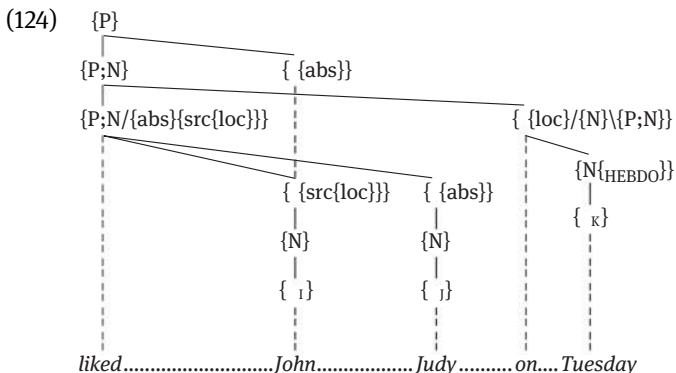 (124) {P}
{P;N} { {abs}}
{P;N/{abs}{src{loc}}} { {loc}/{N}\{P;N}}
{N{HEBDO}}
{ {src{loc}}} { {abs}}
{ K}
{N} {N}
{ I} { J}
liked............................John....................Judy...........on....Tuesday